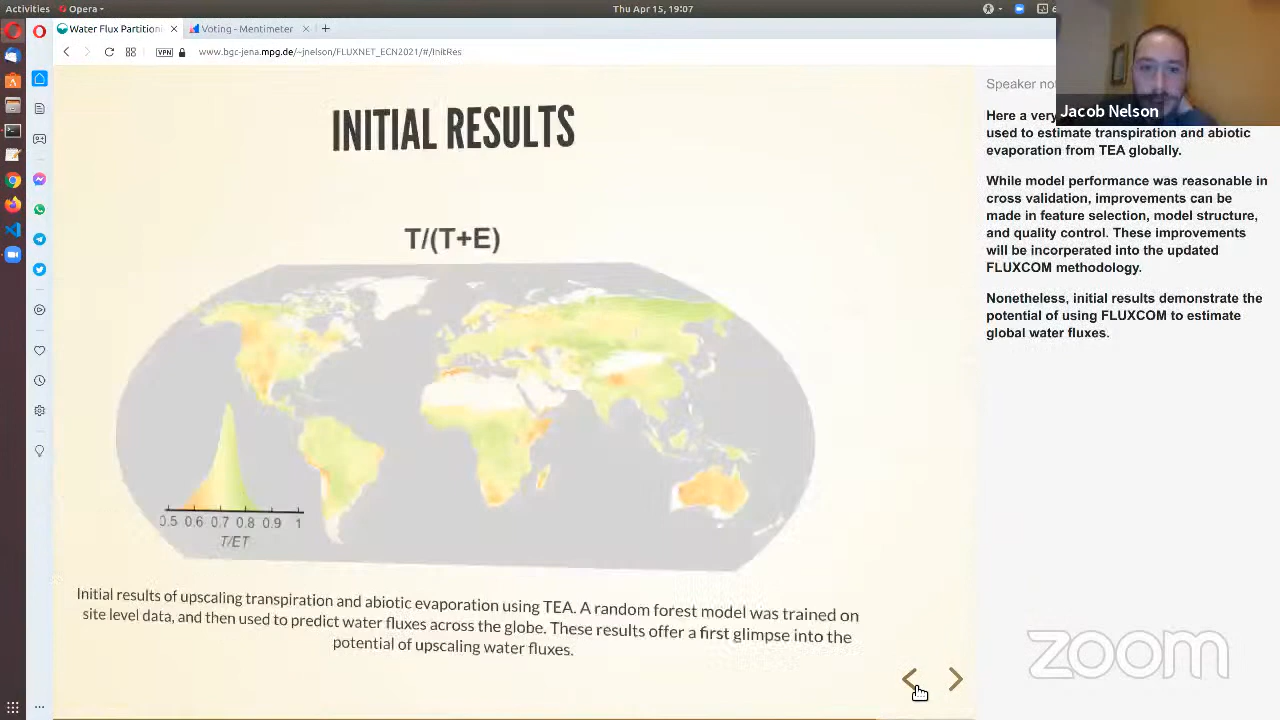 Activities
Opera
Thu Apr 15, 19:07
Water Flux Partition
Voting - Mentimeter
VPN
www.bgc-jena.mpg.de/~jnelson/FLUXNET_ECN2021/#/InitRes
Jacob Nelson
INITIAL RESULTS
T/(T+E)
0.5 0.6 0.7 0.8 0.9 1
T/ET
Initial results of upscaling transpiration and abiotic evaporation using TEA. A random forest model was trained on
site level data, and then used to predict water fluxes across the globe. These results offer a first glimpse into the
potential of upscaling water fluxes.
Speaker no
Here a very
used to estimate transpiration and abiotic
evaporation from TEA globally.
While model performance was reasonable in
cross validation, improvements can be
made in feature selection, model structure,
and quality control. These improvements
will be incorperated into the updated
FLUXCOM methodology.
Nonetheless, initial results demonstrate the
potential of using FLUXCOM to estimate
global water fluxes.
zoom